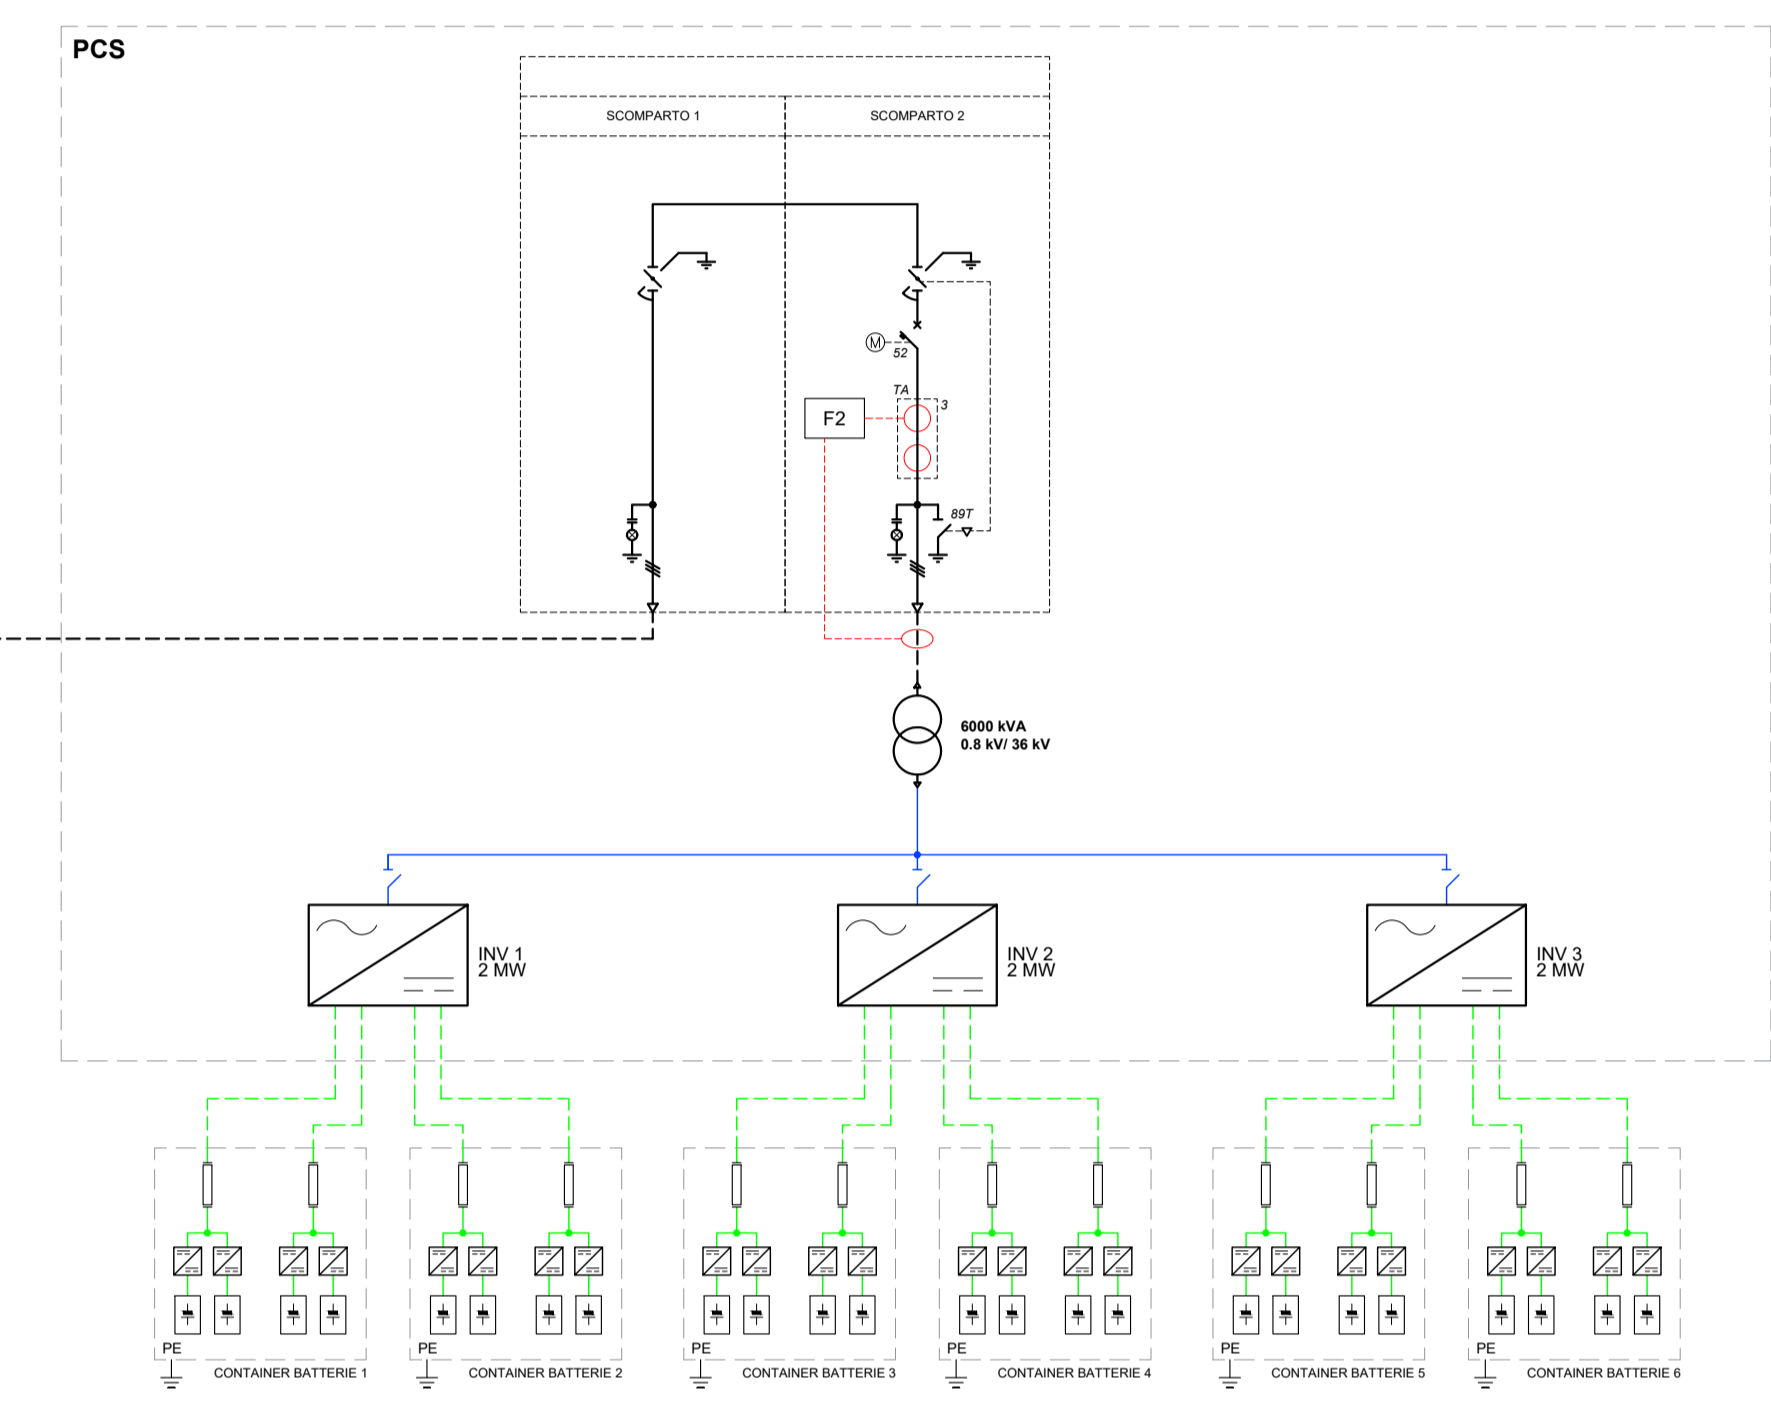 PCS
SCOMPARTO 1
SCOMPARTO 2
M
52
TA
3
F2
89T
6000 kVA
0.8 kV/ 36 kV
INV 1
2 MW
INV 2
2 MW
INV 3
2 MW
PE
CONTAINER BATTERIE 1
PE
CONTAINER BATTERIE 2
PE
CONTAINER BATTERIE 3
PE
CONTAINER BATTERIE 4
PE
CONTAINER BATTERIE 5
PE
CONTAINER BATTERIE 6